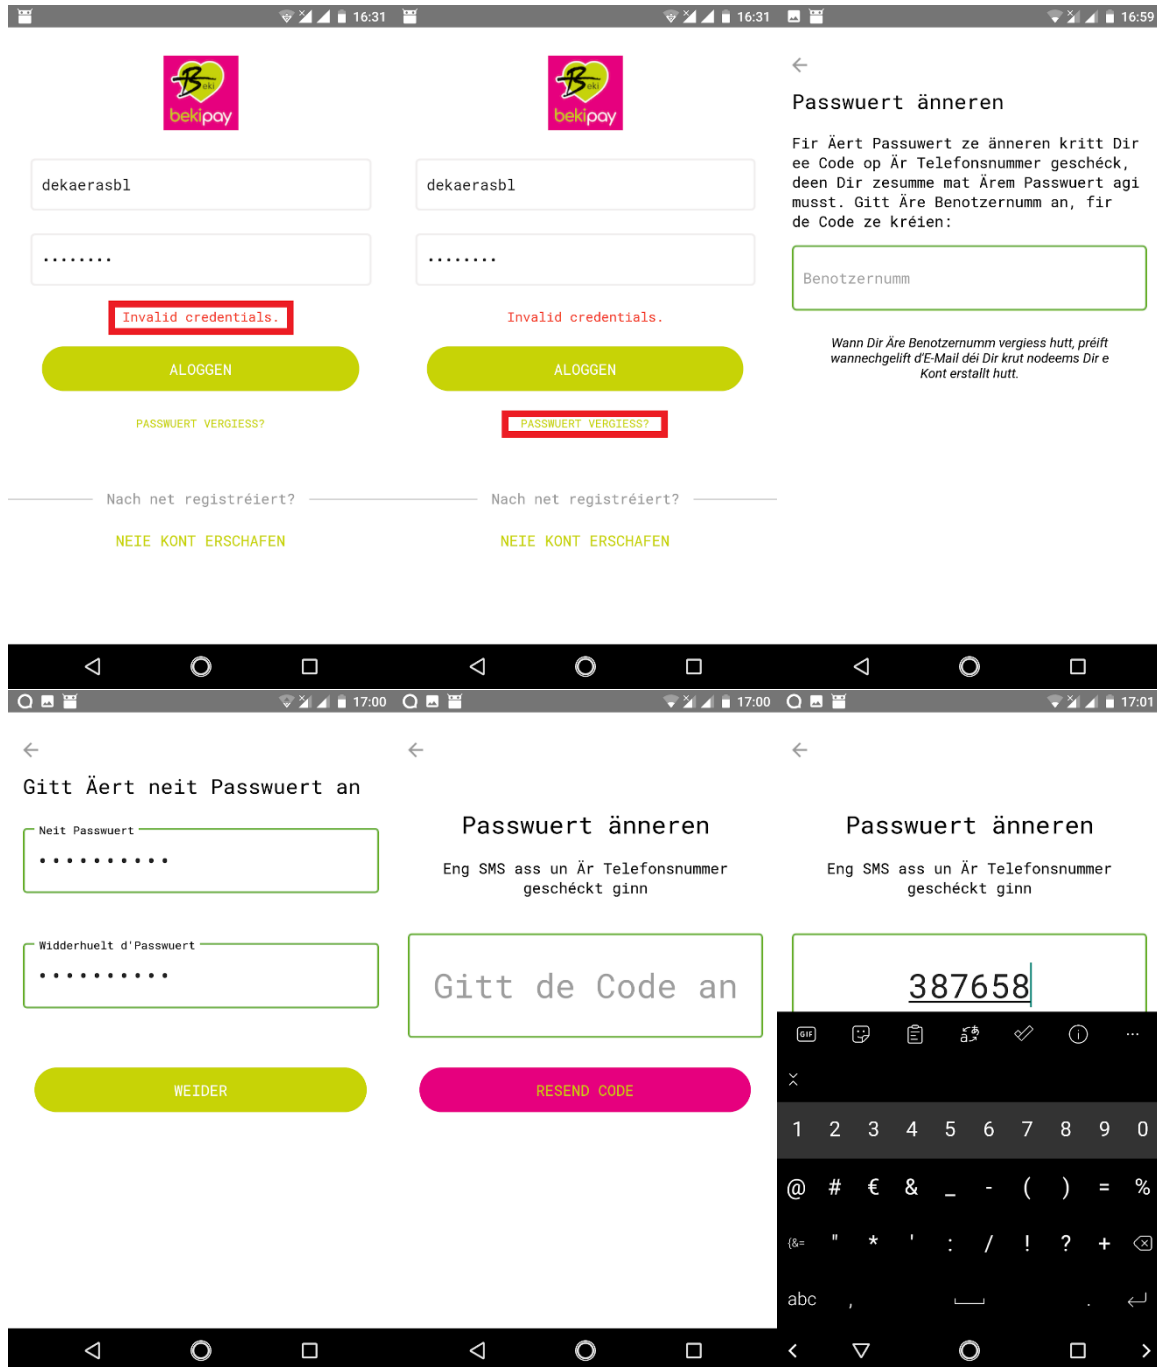 16:31
Beki
bekipay
dekaerasbl
••••••••
Invalid credentials.
ALOGGEN
PASSWUERT VERGIESS?
Nach net registréiert?
NEIE KONT ERSCHAFEN
16:31
Beki
bekipay
dekaerasbl
••••••••
Invalid credentials.
ALOGGEN
PASSWUERT VERGIESS?
Nach net registréiert?
NEIE KONT ERSCHAFEN
16:59
Passwuert änneren
Fir Äert Passuwert ze änneren kritt Dir
ee Code op Är Telefonsnummer geschéck,
deen Dir zesumme mat Ärem Passwuert agi
musst. Gitt Äre Benotzernumm an, fir
de Code ze kréien:
Benotzernumm
Wann Dir Äre Benotzernumm vergiess hutt, préift
wannechgelift d'E-Mail déi Dir krut nodeems Dir e
Kont erstallt hutt.
17:00
Gitt Äert neit Passwuert an
Neit Passwuert
••••••••••
Widderhuelt d'Passwuert
••••••••••
WEIDER
17:00
Passwuert änneren
Eng SMS ass un Är Telefonsnummer
geschéckt ginn
Gitt de Code an
RESEND CODE
17:01
Passwuert änneren
Eng SMS ass un Är Telefonsnummer
geschéckt ginn
387658
GIF
1 2 3 4 5 6 7 8 9 0
@ # € & _ - ( ) = %
{&= " * ' : / ! ? +
abc , .